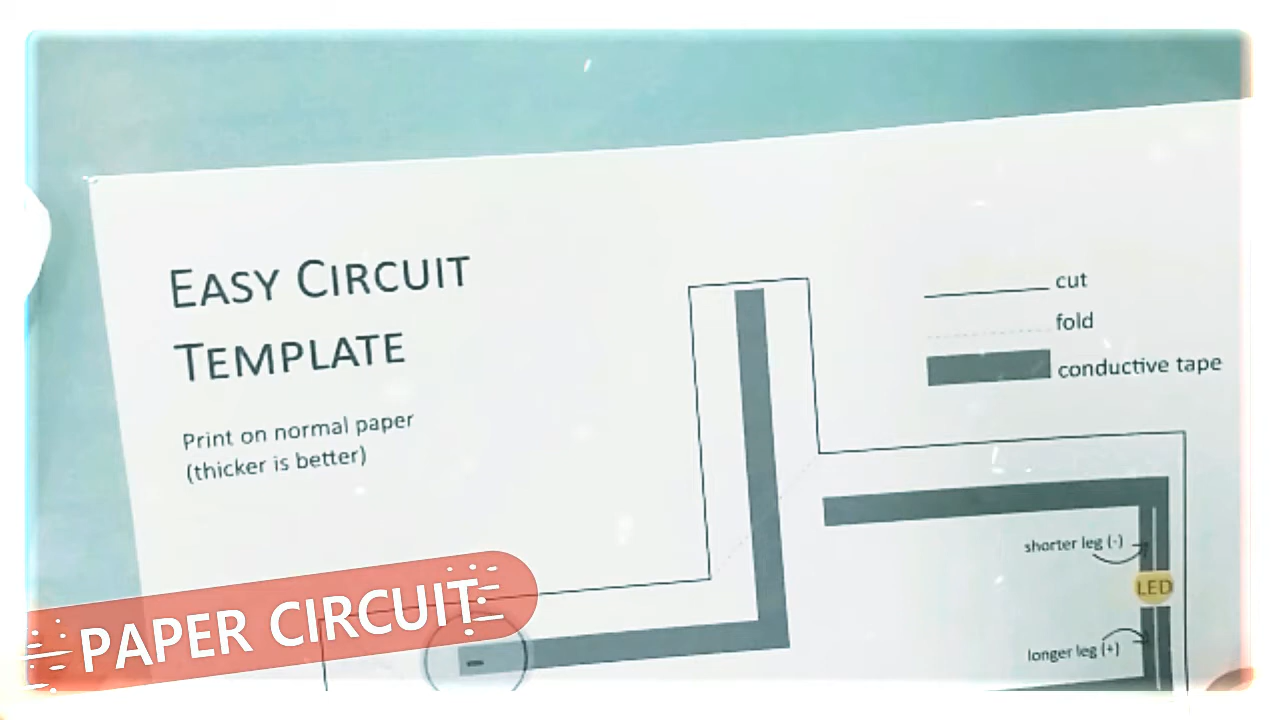 EASY CIRCUIT
TEMPLATE
Print on normal paper
(thicker is better)
cut
fold
conductive tape
shorter leg (-)
LED
longer leg (+)
-
PAPER CIRCUIT